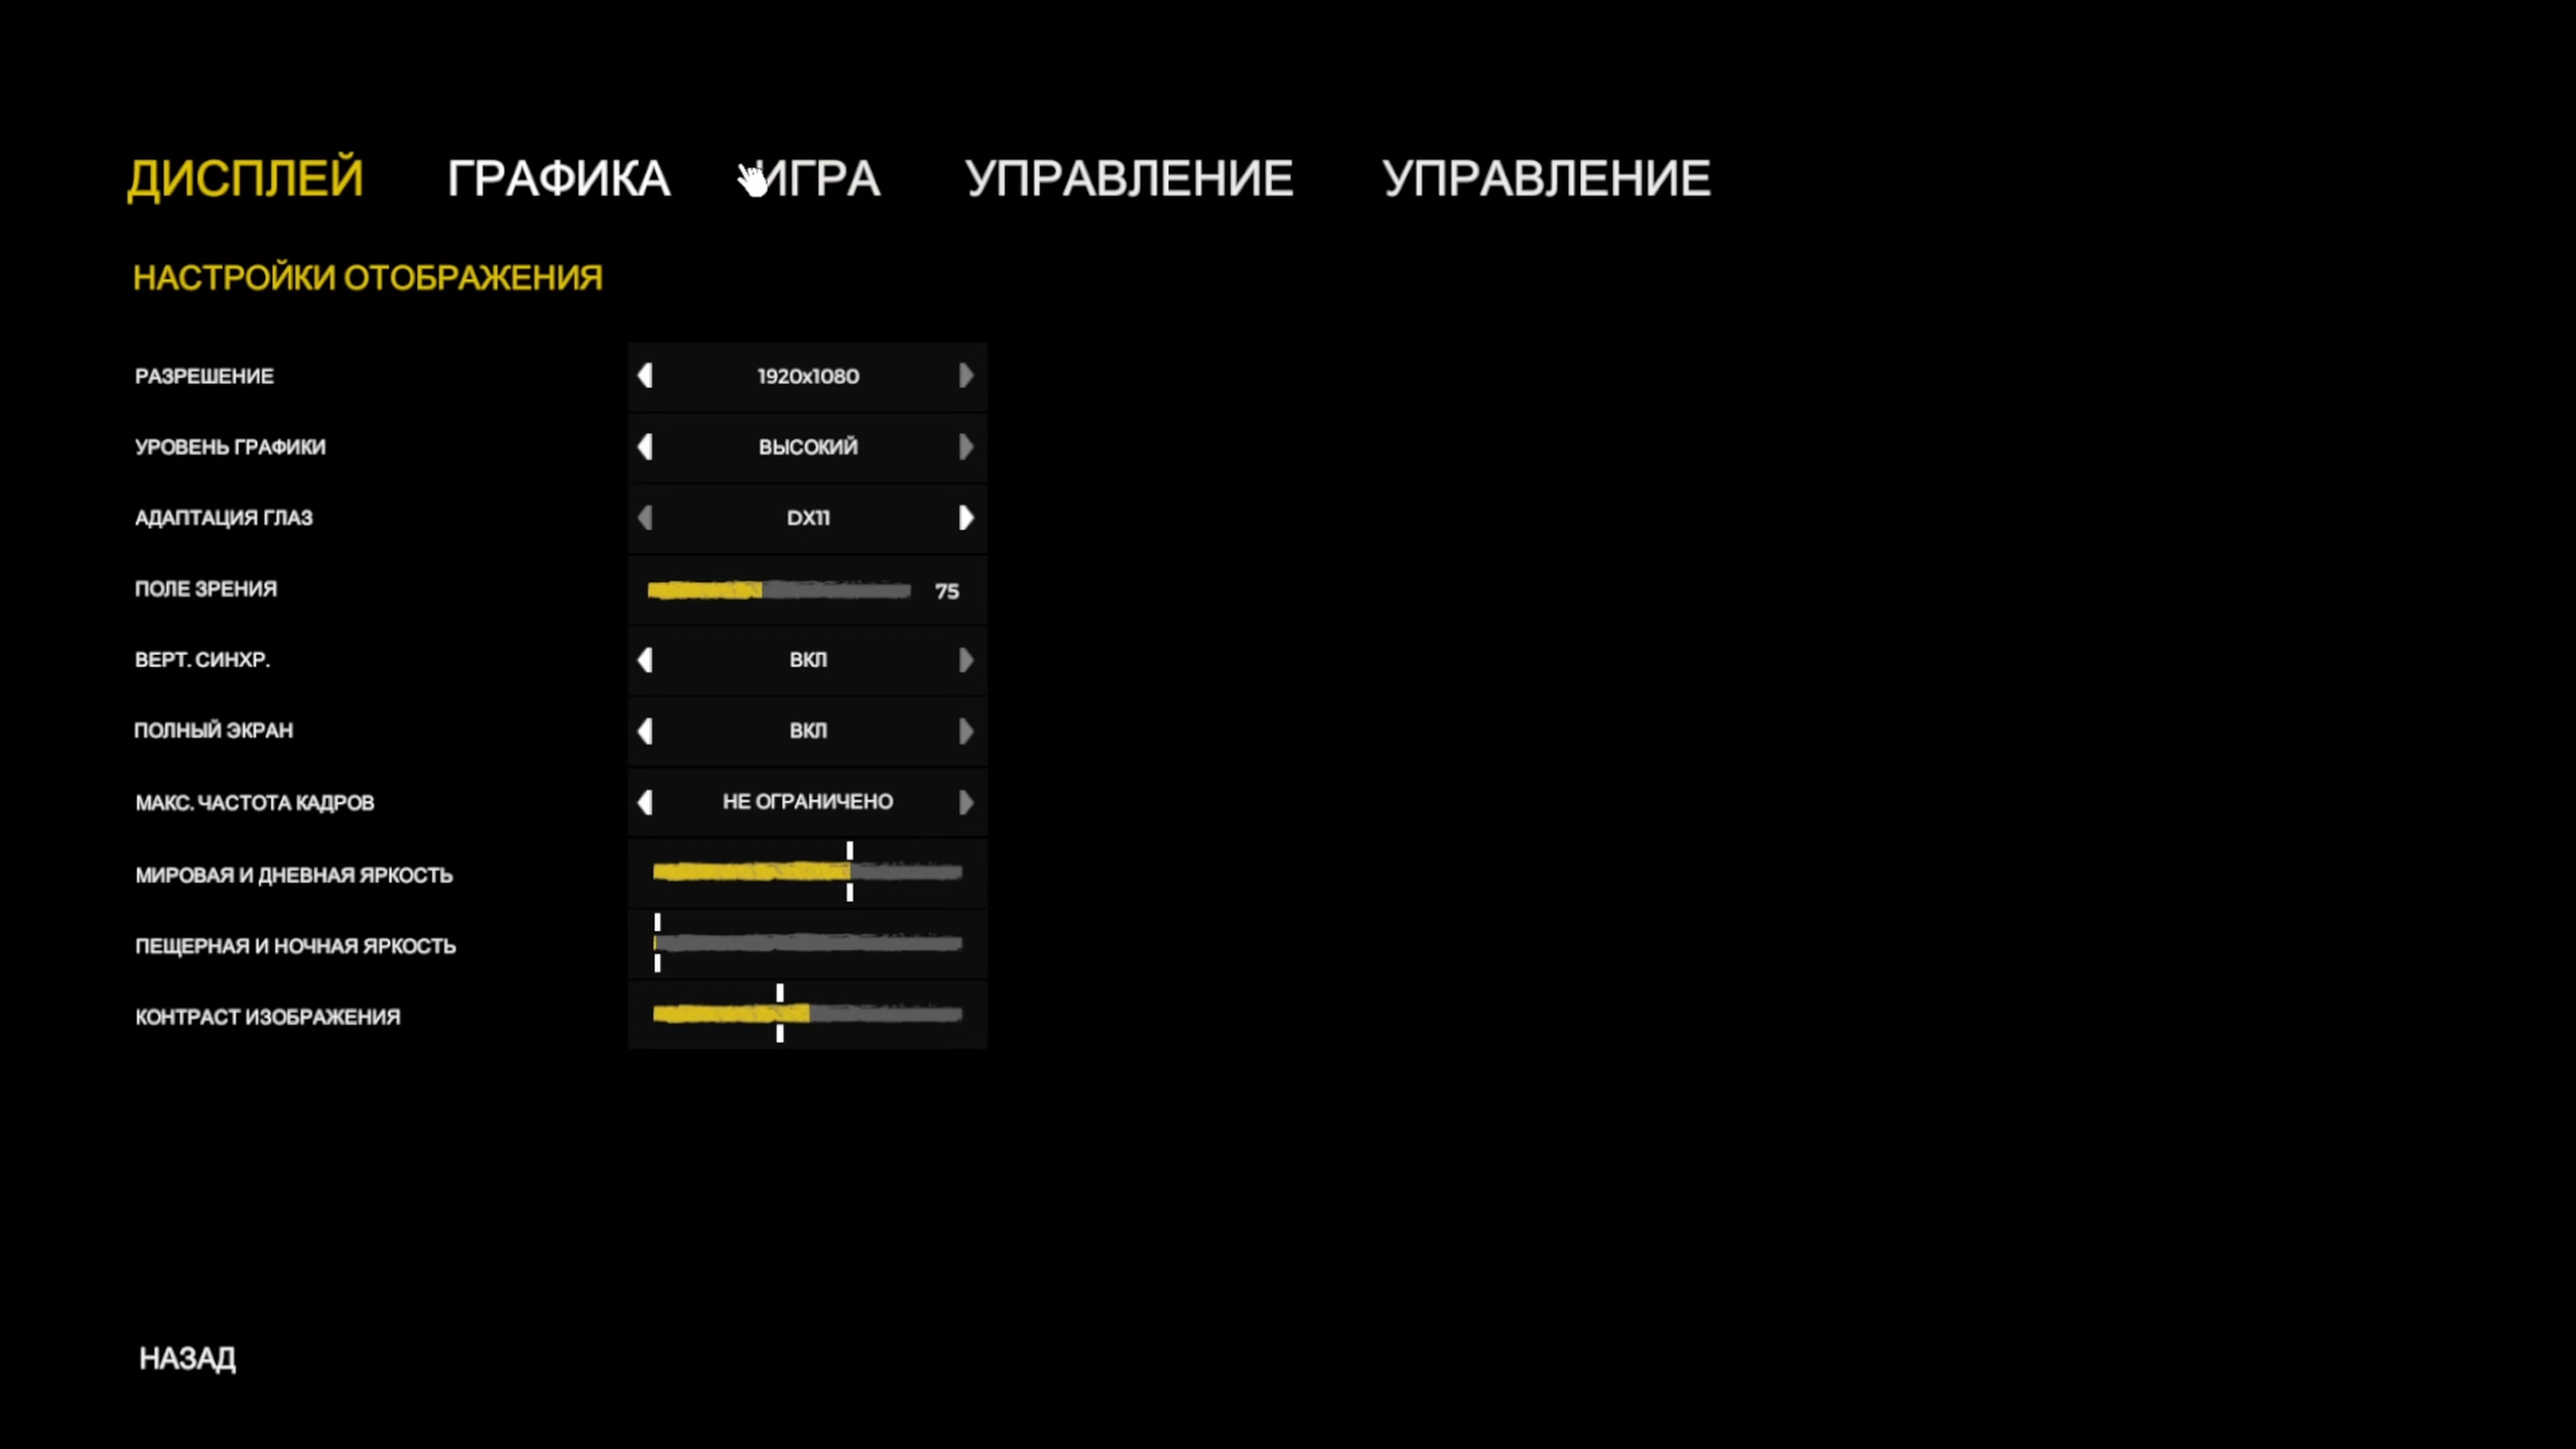 ДИСПЛЕЙ ГРАФИКА ИГРА УПРАВЛЕНИЕ УПРАВЛЕНИЕ
НАСТРОЙКИ ОТОБРАЖЕНИЯ
РАЗРЕШЕНИЕ 1920x1080
УРОВЕНЬ ГРАФИКИ ВЫСОКИЙ
АДАПТАЦИЯ ГЛАЗ DX11
ПОЛЕ ЗРЕНИЯ 75
ВЕРТ. СИНХР. ВКЛ
ПОЛНЫЙ ЭКРАН ВКЛ
МАКС. ЧАСТОТА КАДРОВ НЕ ОГРАНИЧЕНО
МИРОВАЯ И ДНЕВНАЯ ЯРКОСТЬ
ПЕЩЕРНАЯ И НОЧНАЯ ЯРКОСТЬ
КОНТРАСТ ИЗОБРАЖЕНИЯ
НАЗАД